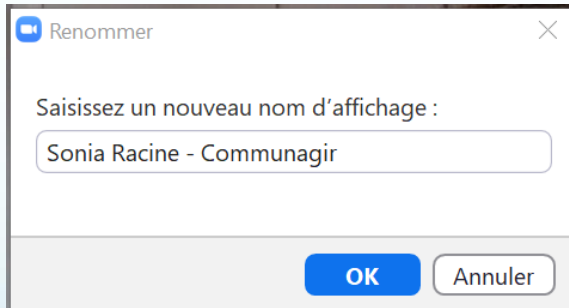 Renommer
Saisissez un nouveau nom d'affichage :
Sonia Racine - Communagir
OK
Annuler